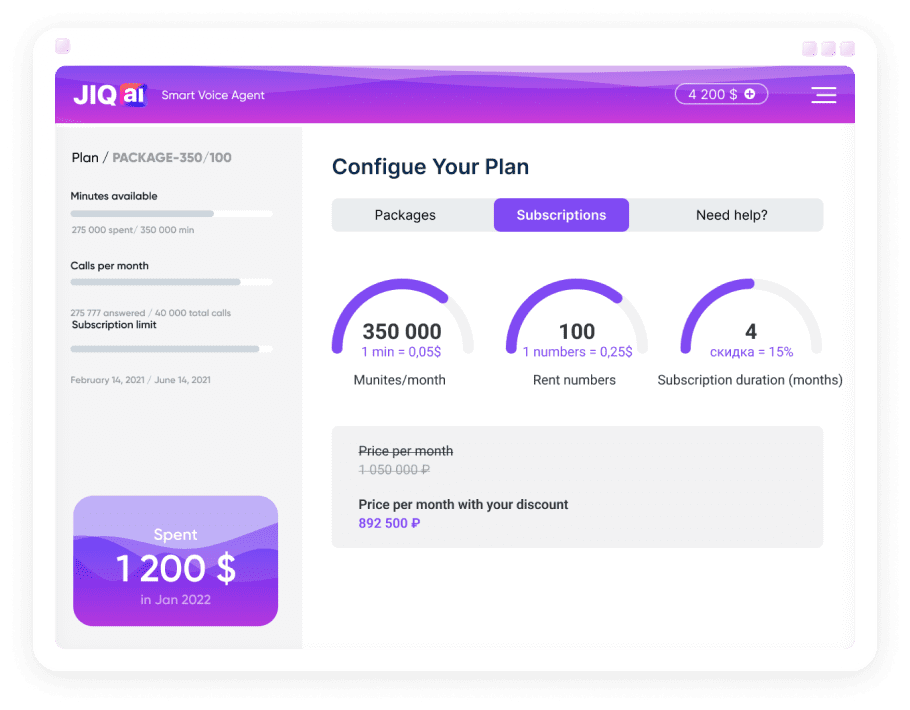 JIQ ai Smart Voice Agent
4 200 $
Plan / PACKAGE-350/100
Minutes available
275 000 spent/ 350 000 min
Calls per month
275 777 answered / 40 000 total calls
Subscription limit
February 14, 2021 / June 14, 2021
Spent
1 200 $
in Jan 2022
Configue Your Plan
Packages
Subscriptions
Need help?
350 000
1 min = 0,05$
Munites/month
100
1 numbers = 0,25$
Rent numbers
4
скидка = 15%
Subscription duration (months)
Price per month
1 050 000 ₽
Price per month with your discount
892 500 ₽